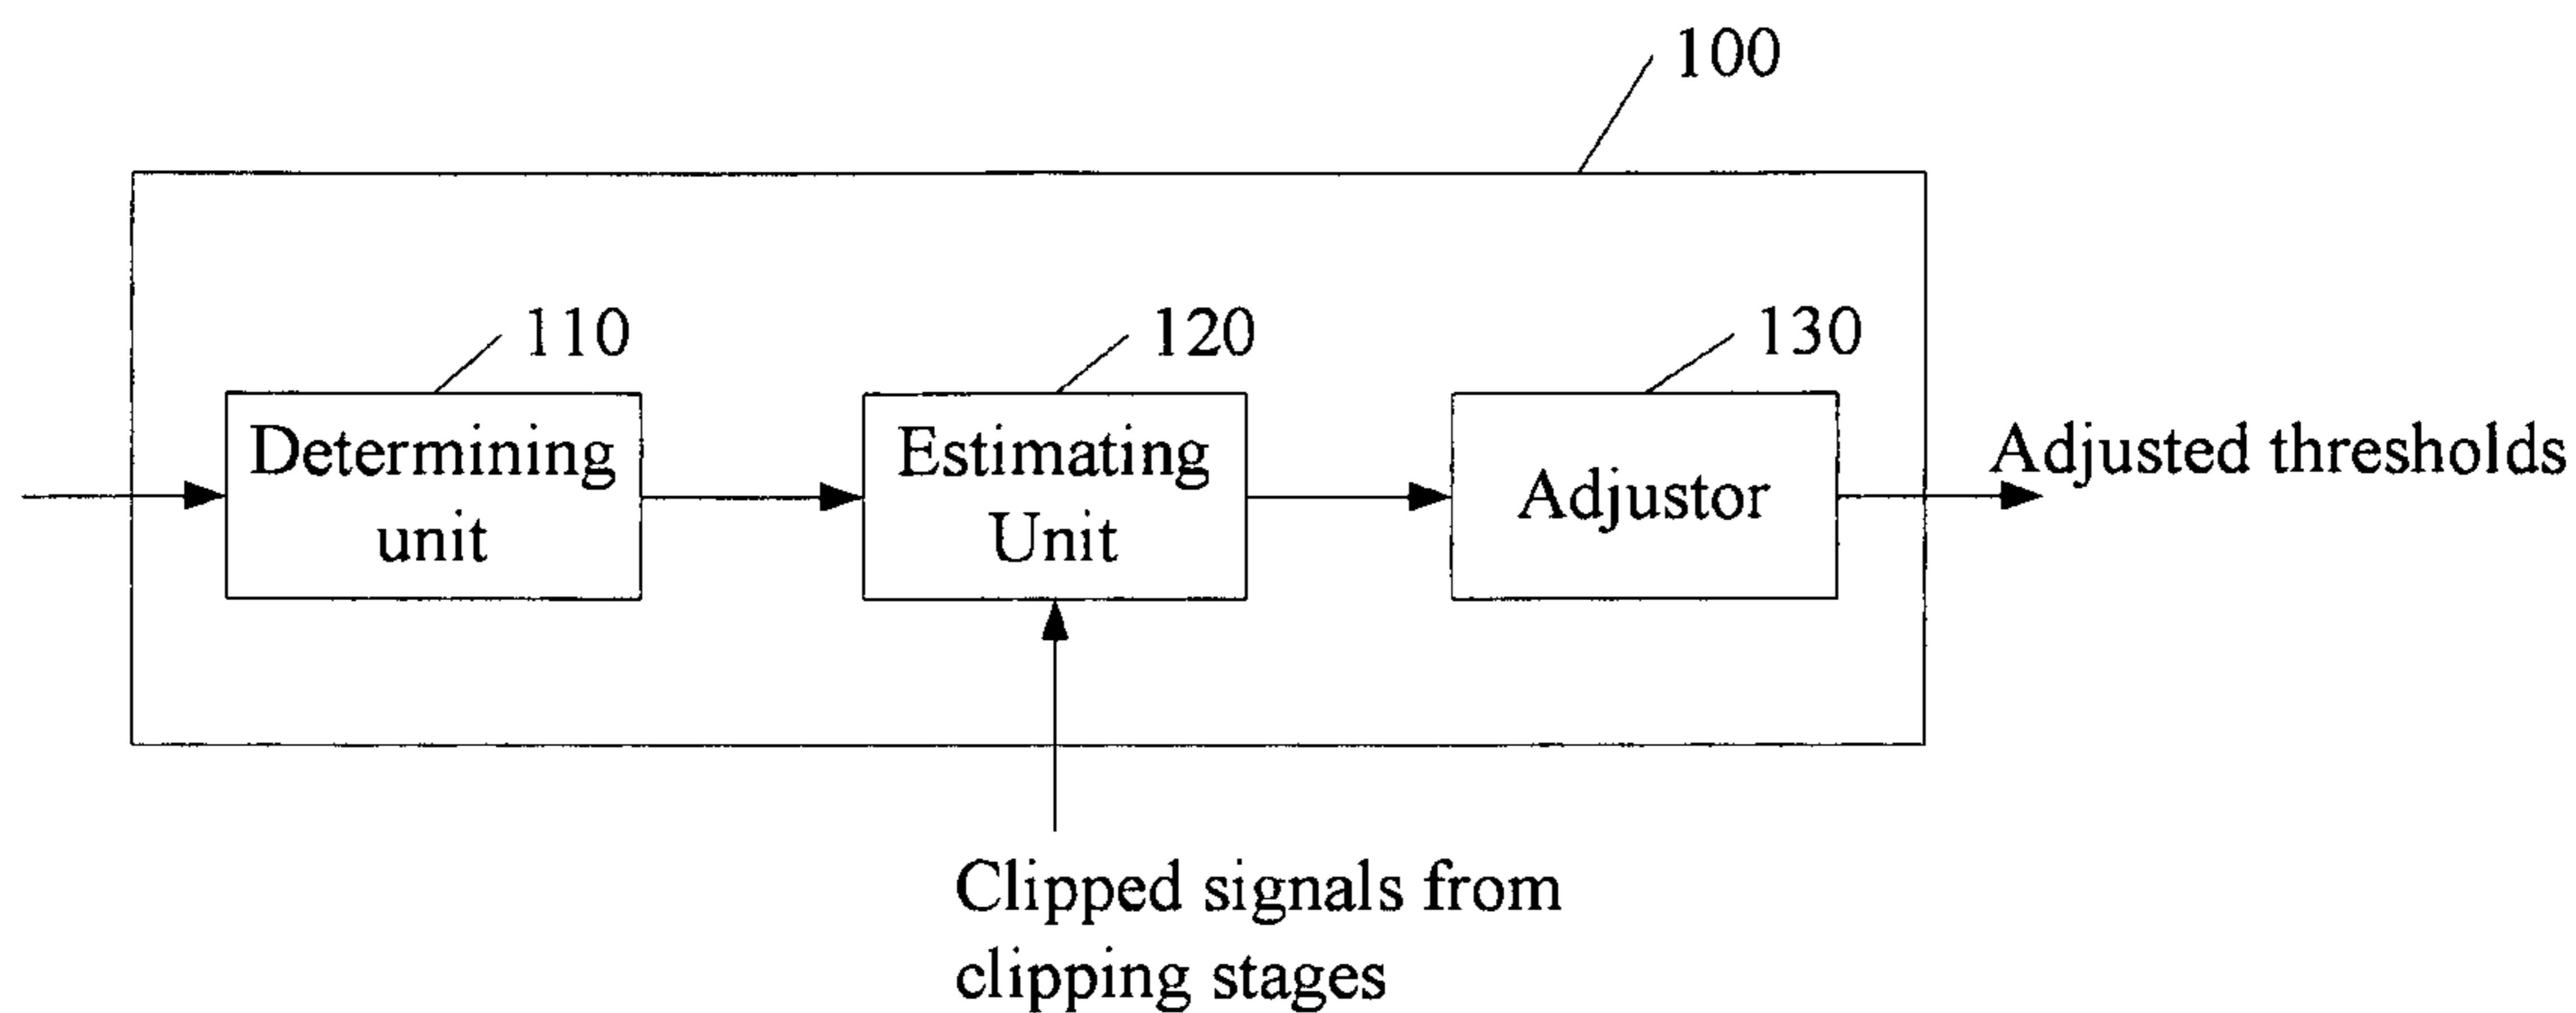 100
110
120
130
Determining
unit
Estimating
Unit
Adjustor
Adjusted thresholds
Clipped signals from
clipping stages